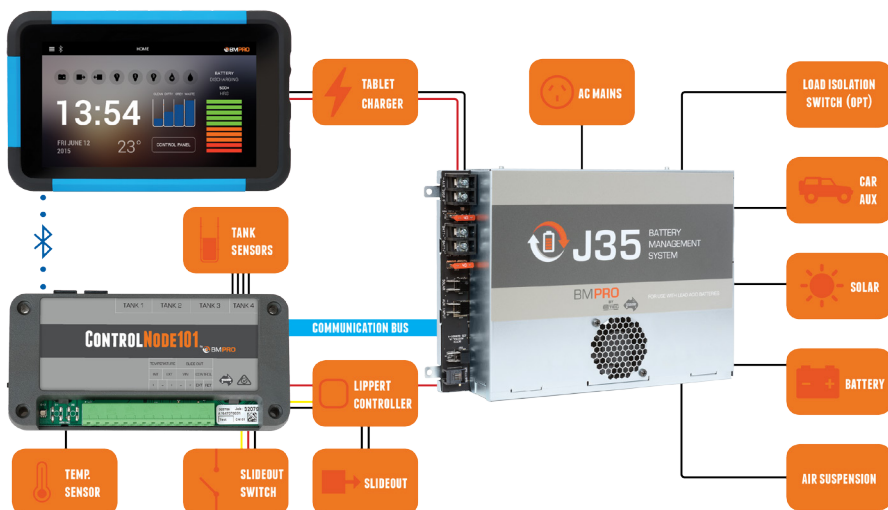 HOME
BMPRO
BATTERY
DISCHARGING
HRS
13:54
FRI JUNE 12
2015
23°
CONTROL PANEL
TABLET
CHARGER
AC MAINS
LOAD ISOLATION
SWITCH (OPT)
CAR
AUX
TANK
SENSORS
J35
BATTERY
MANAGEMENT
SYSTEM
BMPRO
SOLAR
TANK 1 TANK 2 TANK 3 TANK 4
CONTROLNODE101
BMPRO
COMMUNICATION BUS
LIPPERT
CONTROLLER
BATTERY
TEMP.
SENSOR
SLIDEOUT
SWITCH
SLIDEOUT
AIR SUSPENSION